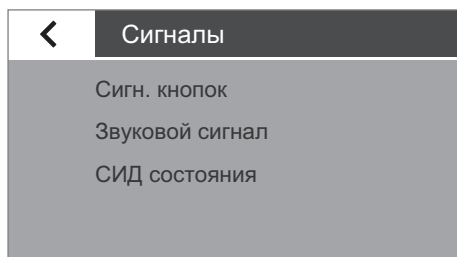 Сигналы
Сигн. кнопок
Звуковой сигнал
СИД состояния